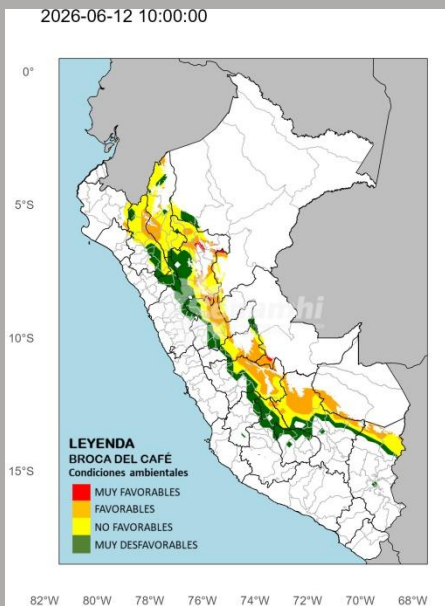 2026-06-12 10:00:00
0°
5°S
10°S
15°S
senamhi
LEYENDA
BROCA DEL CAFÉ
Condiciones ambientales
MUY FAVORABLES
FAVORABLES
NO FAVORABLES
MUY DESFAVORABLES
82°W 80°W 78°W 76°W 74°W 72°W 70°W 68°W